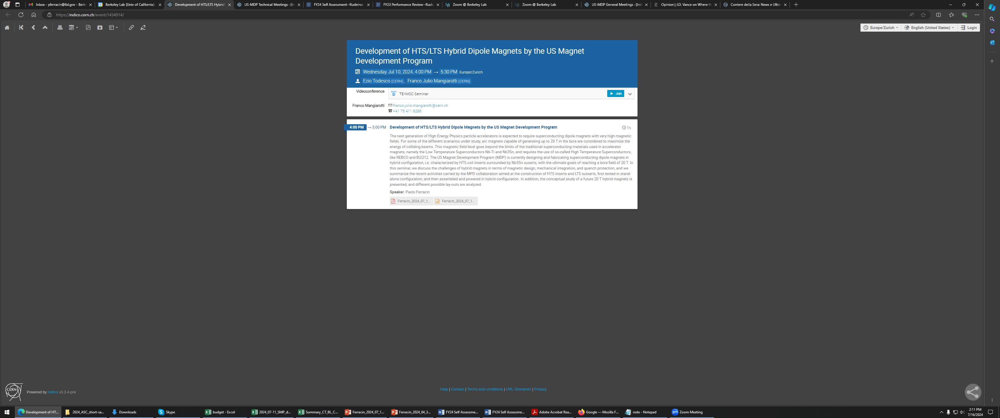 Inbox - pferracin@lbl.gov - Berke
Berkeley Lab (Univ of California)
Development of HTS/LTS Hybrid
US-MDP Technical Meetings · (In
FY24 Self Assessment--Rudeiros
FY23 Performance Review--Rude
Zoom @ Berkeley Lab
Zoom @ Berkeley Lab
US-MDP General Meetings · (Indi
Opinion | J.D. Vance on Where H
Corriere della Sera: News e Ultim
https://indico.cern.ch/event/1434914/
Europe/Zurich
English (United States)
Login
Development of HTS/LTS Hybrid Dipole Magnets by the US Magnet
Development Program
Wednesday Jul 10, 2024, 4:00 PM → 5:30 PM Europe/Zurich
Ezio Todesco (CERN) , Franco Julio Mangiarotti (CERN)
Videoconference
zoom
TE-MSC Seminar
Join
Franco Mangiarotti
franco.julio.mangiarotti@cern.ch
+41 75 411 8286
4:00 PM → 5:00 PM
Development of HTS/LTS Hybrid Dipole Magnets by the US Magnet Development Program
1h
The next generation of High Energy Physics particle accelerators is expected to require superconducting dipole magnets with very high magnetic
fields. For some of the different scenarios under study, arc magnets capable of generating up to 20 T in the bore are considered to maximize the
energy of colliding beams. This magnetic field level goes beyond the limits of the traditional superconducting materials used in accelerator
magnets, namely the Low Temperature Superconductors Nb-Ti and Nb3Sn, and requires the use of so-called High Temperature Superconductors,
like REBCO and Bi2212. The US Magnet Development Program (MDP) is currently designing and fabricating superconducting dipole magnets in
hybrid configuration, i.e. characterized by HTS coil inserts surrounded by Nb3Sn ouserts, with the ultimate goals of reaching a bore field of 20 T. In
this seminar, we discuss the challenges of hybrid magnets in terms of magnetic design, mechanical integration, and quench protection, and we
summarize the recent activities carried by the MPD collaboration aimed at the construction of HTS inserts and LTS outserts, first tested in stand-
alone configuration, and then assembled and powered in hybrid configuration. In addition, the conceptual study of a future 20 T hybrid magnets is
presented, and different possible lay-outs are analyzed.
Speaker: Paolo Ferracin
Ferracin_2024_07_1...
Ferracin_2024_07_1...
CERN
Powered by Indico v3.3.4-pre
Help | Contact | Terms and conditions | URL Shortener | Privacy
Development of HT...
2024_ASC_short-sa...
Downloads
Skype
budget - Excel
2024_07-11_SMP_d...
Summary_CT_BL_C...
Ferracin_2024_07_1...
Ferracin_2024_04_3...
FY24 Self Assessme...
FY24 Self Assessme...
Adobe Acrobat Rea...
Google — Mozilla F...
note - Notepad
zm
Zoom Meeting
2:11 PM
7/16/2024